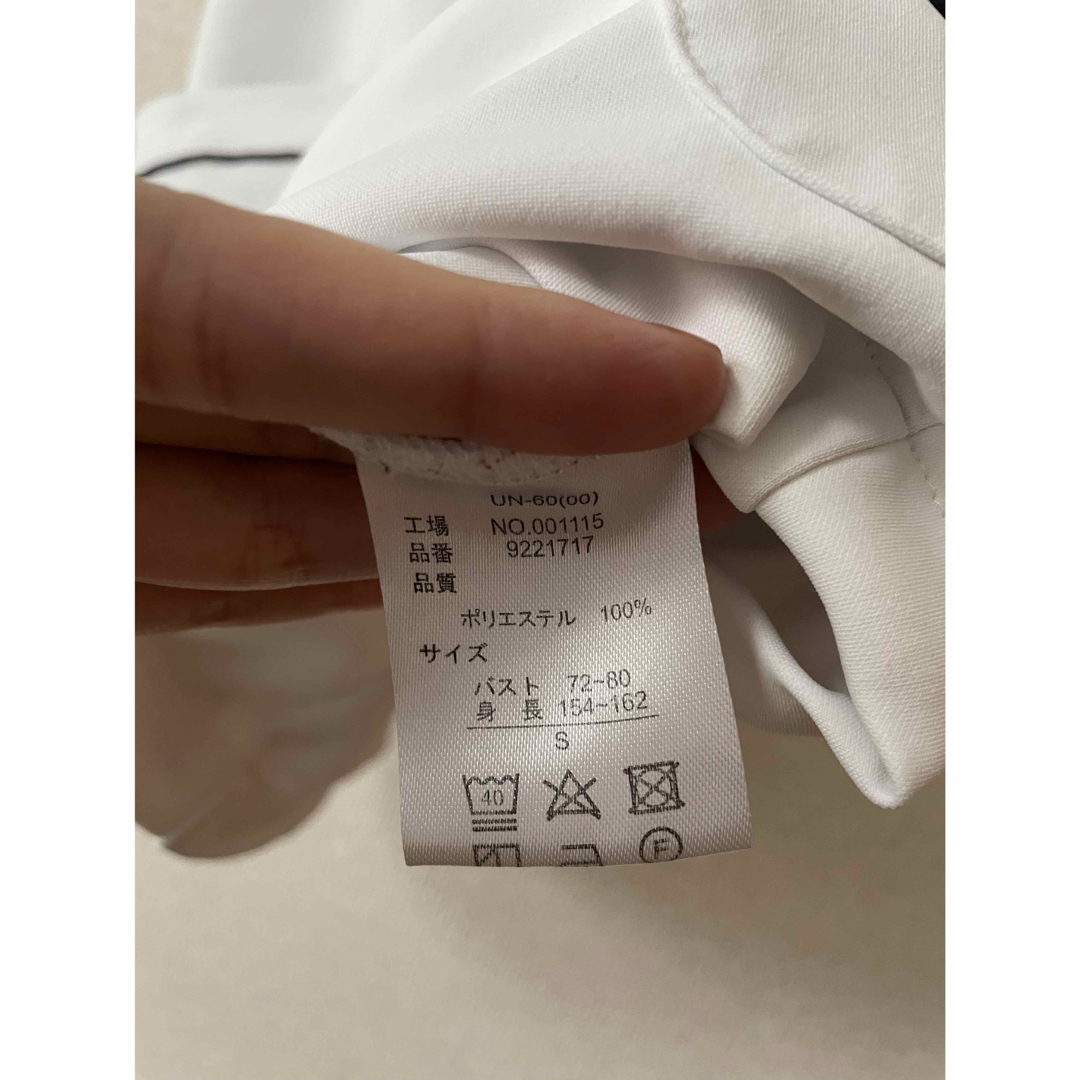 UN-60(00)
工場 NO.001115
品番 9221717
品質
ポリエステル 100%
サイズ
バスト 72~80
身 長 154~162
S
40
F